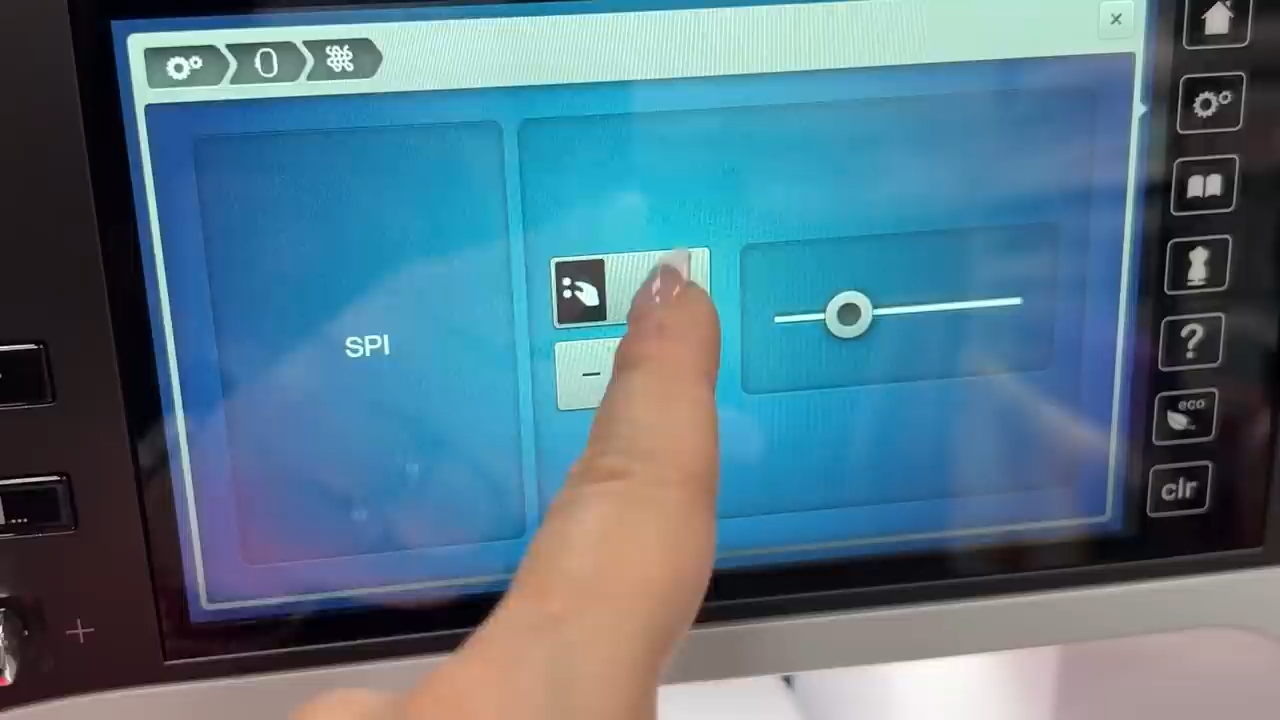 ×
SPI
−
?
eco
clr
...
+